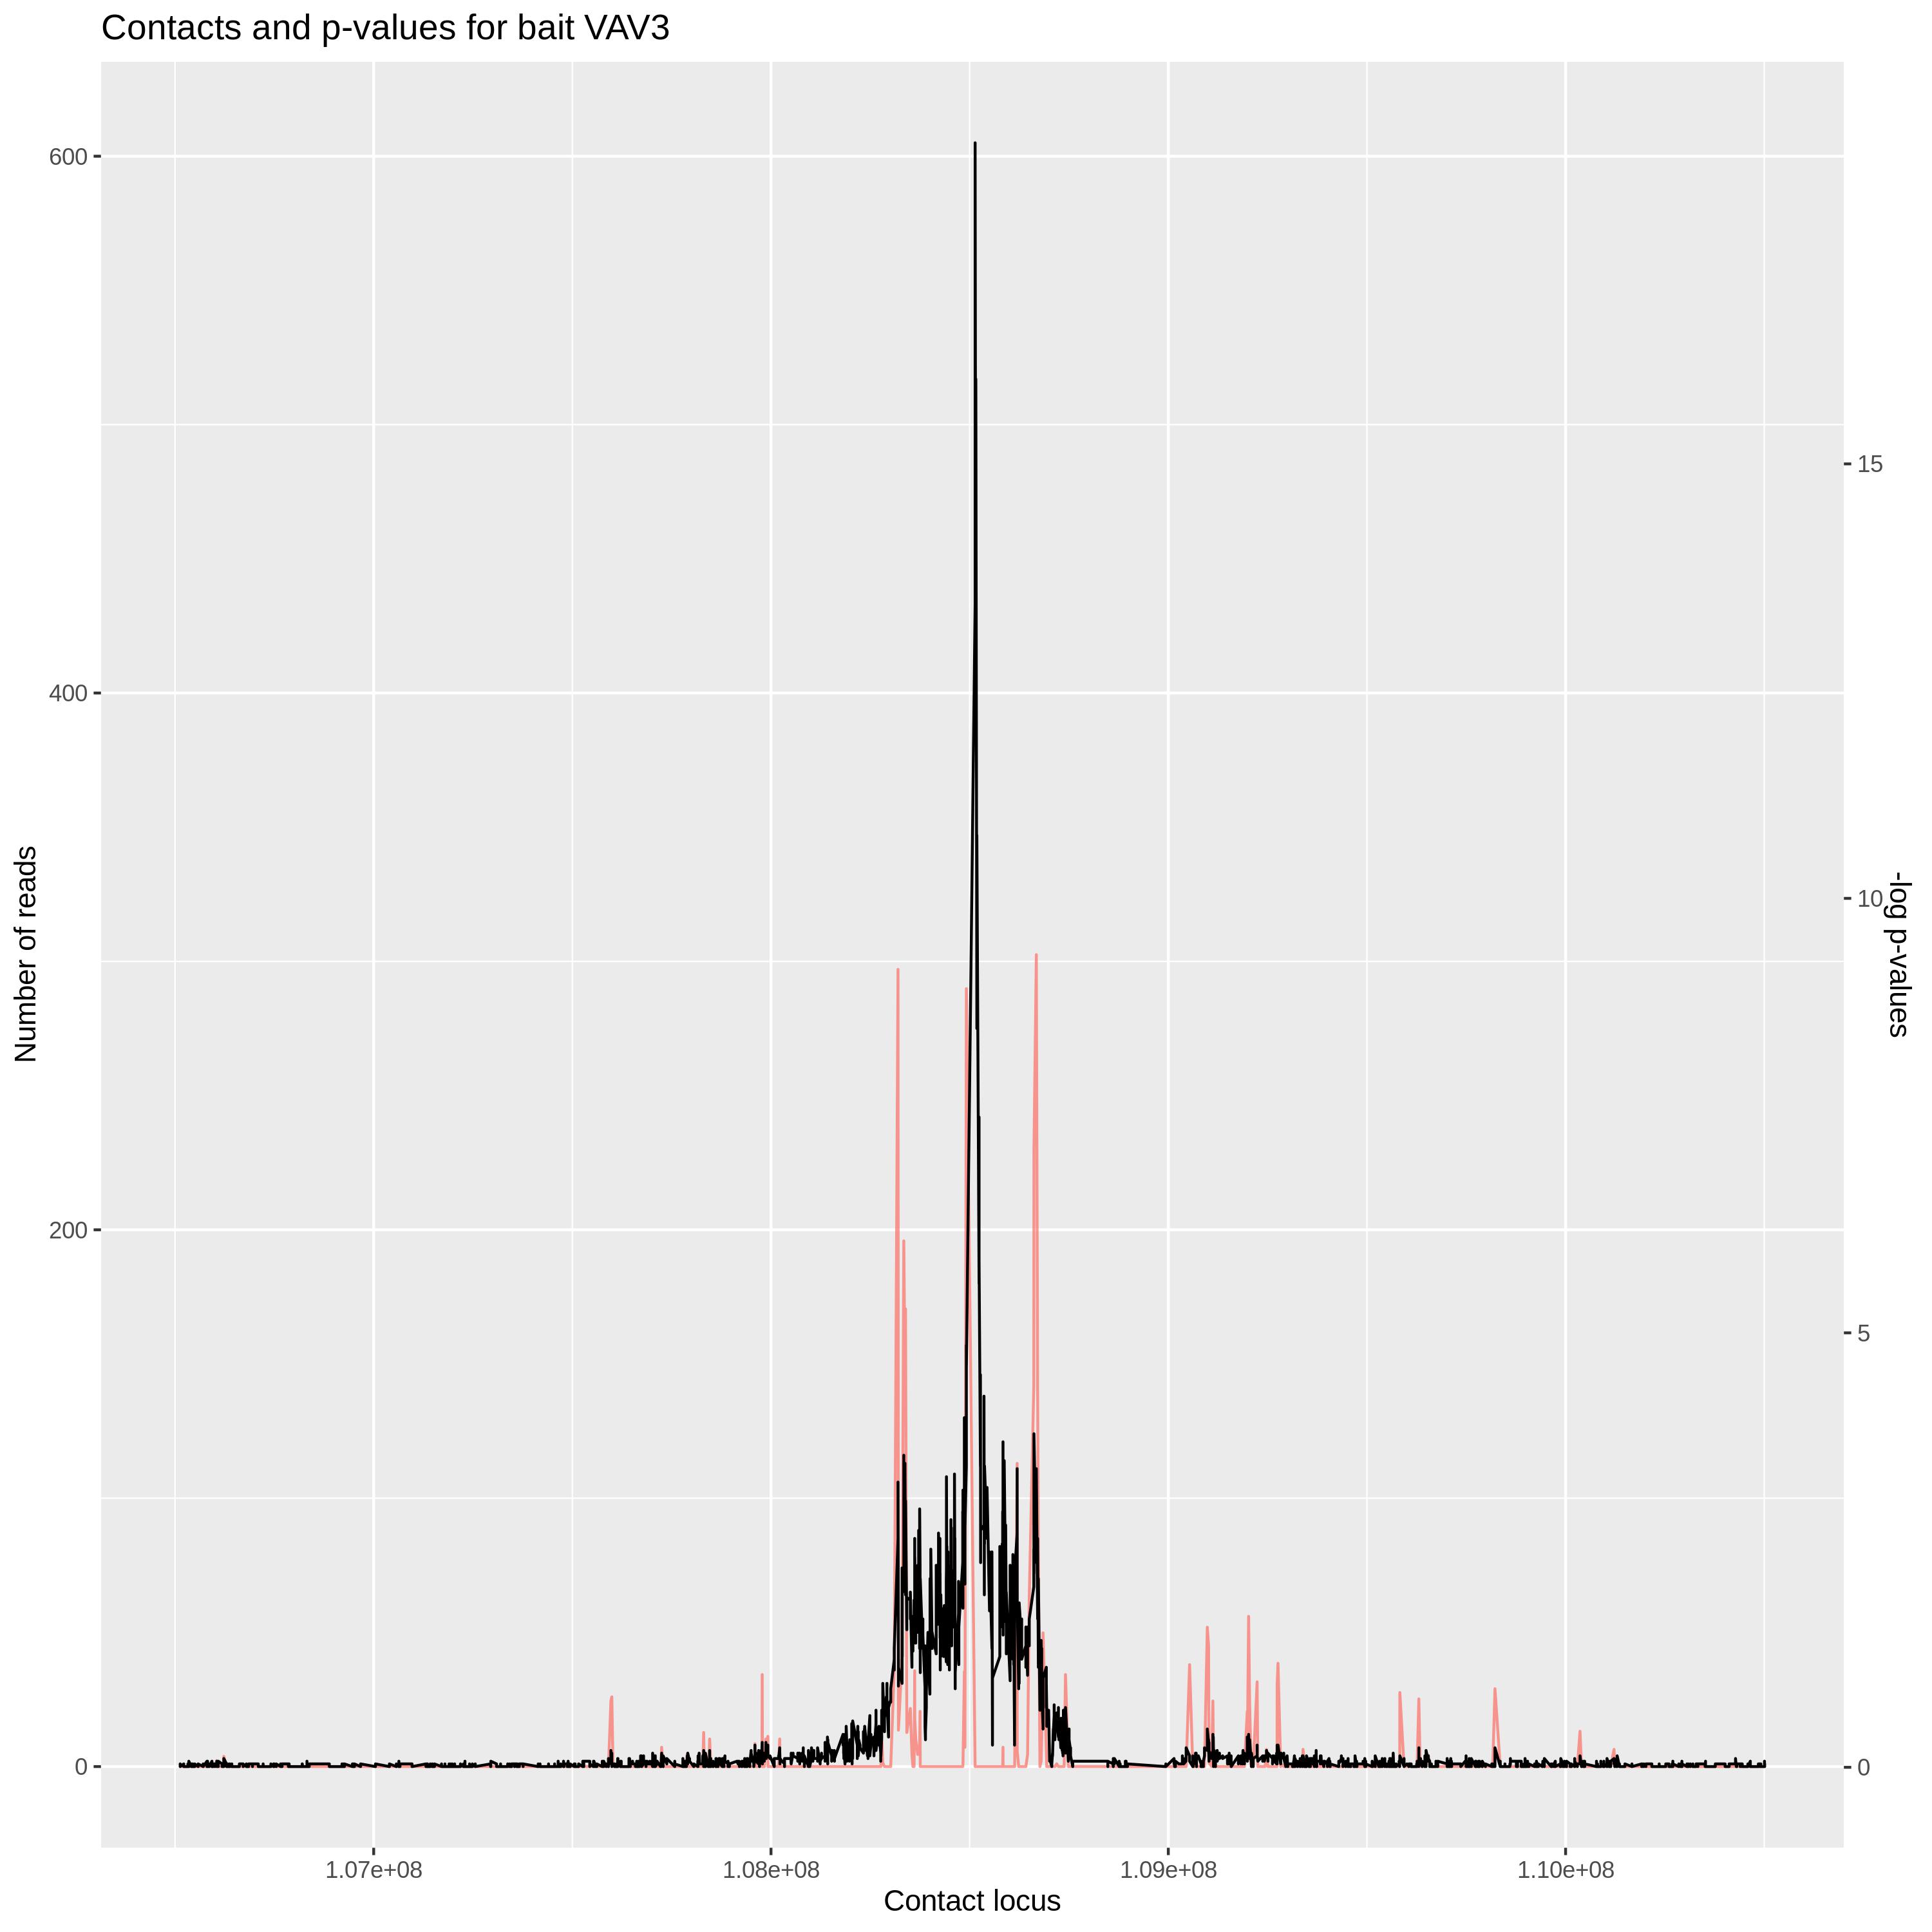 Contacts and p-values for bait VAV3
600
400
200
0
Number of reads
15
10
5
0
-log p-values
1.07e+08 1.08e+08 1.09e+08 1.10e+08
Contact locus